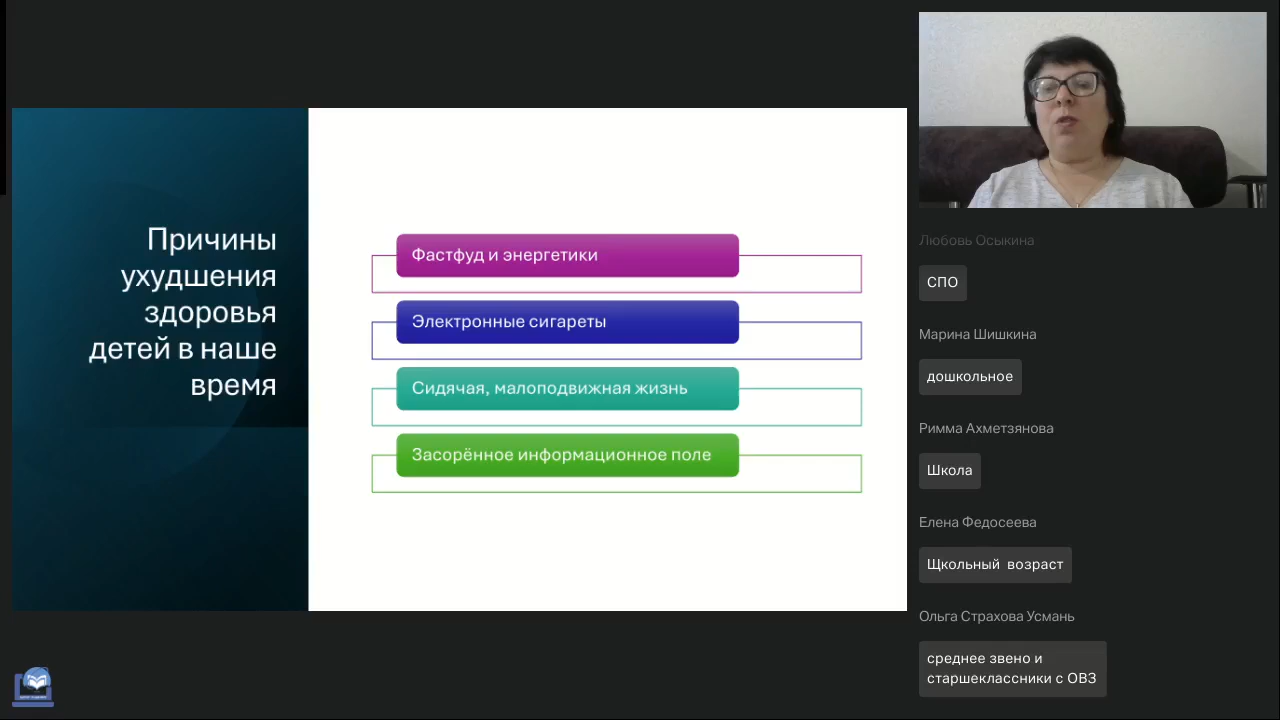 Причины
ухудшения
здоровья
детей в наше
время
Фастфуд и энергетики
Электронные сигареты
Сидячая, малоподвижная жизнь
Засорённое информационное поле
Любовь Осыкина
СПО
Марина Шишкина
дошкольное
Римма Ахметзянова
Школа
Елена Федосеева
Щкольный возраст
Ольга Страхова Усмань
среднее звено и
старшеклассники с ОВЗ